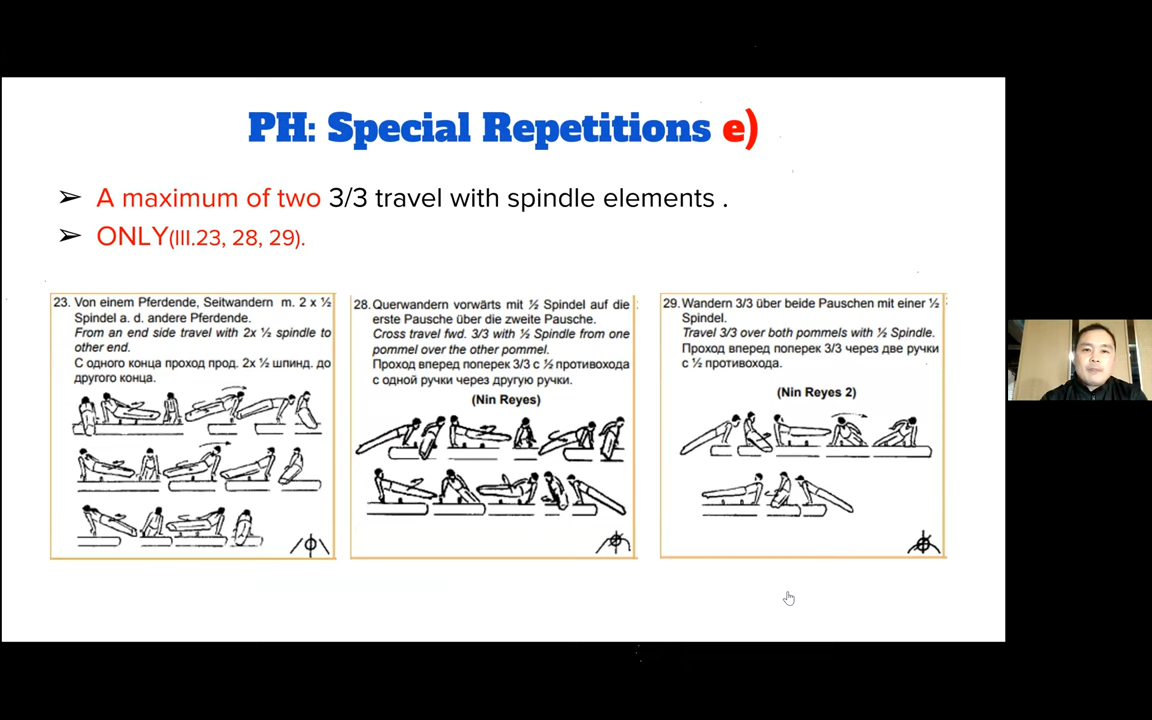 PH: Special Repetitions e)
➢ A maximum of two 3/3 travel with spindle elements .
➢ ONLY(III.23, 28, 29).
23. Von einem Pferdende, Seitwandern m. 2 x ½
Spindel a. d. andere Pferdende.
From an end side travel with 2x ½ spindle to
other end.
С одного конца проход прод. 2x ½ шпинд. до
другого конца.
28. Querwandern vorwärts mit ½ Spindel auf die
erste Pausche über die zweite Pausche.
Cross travel fwd. 3/3 with ½ Spindle from one
pommel over the other pommel.
Проход вперед поперек 3/3 с ½ противохода
с одной ручки через другую ручки.
(Nin Reyes)
29. Wandern 3/3 über beide Pauschen mit einer ½
Spindel.
Travel 3/3 over both pommels with ½ Spindle.
Проход вперед поперек 3/3 через две ручки
с ½ противохода.
(Nin Reyes 2)